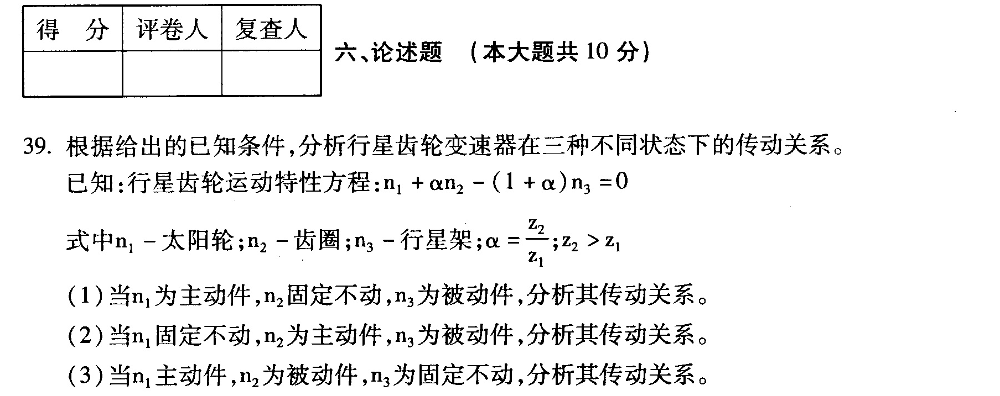 得 分 评卷人 复查人
六、论述题 (本大题共 10 分)
39. 根据给出的已知条件,分析行星齿轮变速器在三种不同状态下的传动关系。
已知:行星齿轮运动特性方程:n₁ + αn₂ - (1 + α)n₃ = 0
式中n₁ - 太阳轮;n₂ - 齿圈;n₃ - 行星架;α = z₂/z₁;z₂ > z₁
(1)当n₁为主动件,n₂固定不动,n₃为被动件,分析其传动关系。
(2)当n₁固定不动,n₂为主动件,n₃为被动件,分析其传动关系。
(3)当n₁主动件,n₂为被动件,n₃为固定不动,分析其传动关系。